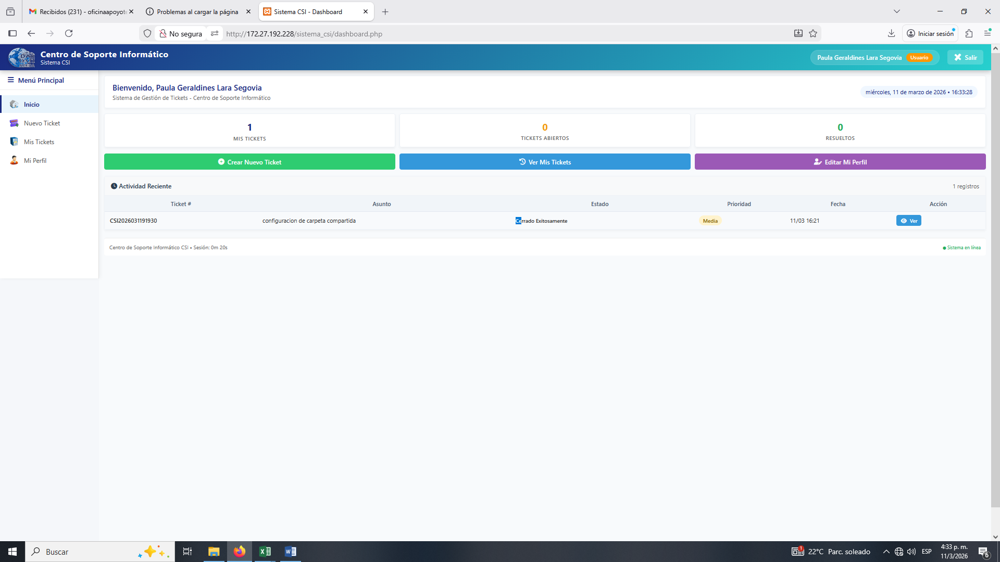 Recibidos (231) - oficinaapoyot
Problemas al cargar la página
Sistema CSI - Dashboard
No segura
http://172.27.192.228/sistema_csi/dashboard.php
Iniciar sesión
DAR
OATI
MERIDA
Centro de Soporte Informático
Sistema CSI
Paula Geraldines Lara Segovia
Usuario
Salir
Menú Principal
Inicio
Nuevo Ticket
Mis Tickets
Mi Perfil
Bienvenido, Paula Geraldines Lara Segovia
Sistema de Gestión de Tickets - Centro de Soporte Informático
miércoles, 11 de marzo de 2026 • 16:33:28
1
MIS TICKETS
0
TICKETS ABIERTOS
0
RESUELTOS
Crear Nuevo Ticket
Ver Mis Tickets
Editar Mi Perfil
Actividad Reciente
1 registros
Ticket # Asunto Estado Prioridad Fecha Acción
CSI2026031191930 configuracion de carpeta compartida Cerrado Exitosamente Media 11/03 16:21 Ver
Centro de Soporte Informático CSI • Sesión: 0m 20s
Sistema en línea
Buscar
1
22°C Parc. soleado
ESP
4:33 p. m.
11/3/2026
6